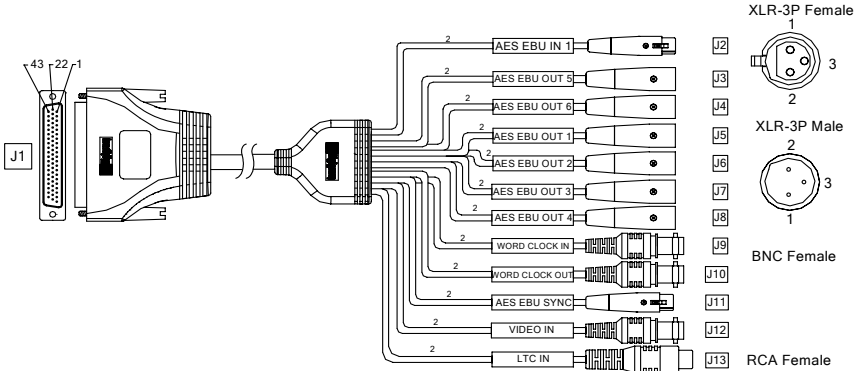 XLR-3P Female
1
2 AES EBU IN 1 J2
3
43 22 1
2 AES EBU OUT 5 J3
2
2 AES EBU OUT 6 J4
XLR-3P Male
2 AES EBU OUT 1 J5
2
J1
2 AES EBU OUT 2 J6
3
2 AES EBU OUT 3 J7
2 AES EBU OUT 4 J8
1
2 WORD CLOCK IN J9
BNC Female
2 WORD CLOCK OUT J10
2 AES EBU SYNC J11
2 VIDEO IN J12
2 LTC IN J13 RCA Female